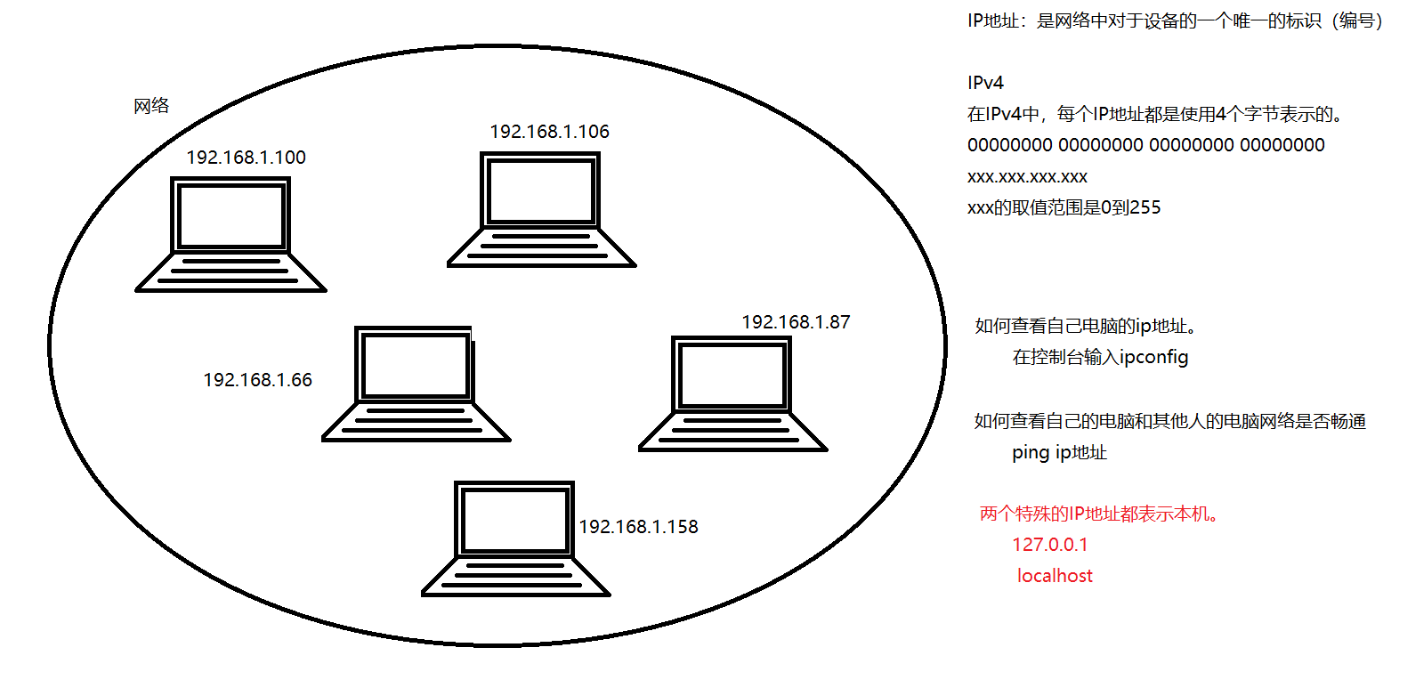 网络
192.168.1.100
192.168.1.106
192.168.1.66
192.168.1.87
192.168.1.158
IP地址：是网络中对于设备的一个唯一的标识（编号）
IPv4
在IPv4中，每个IP地址都是使用4个字节表示的。
00000000 00000000 00000000 00000000
xxx.xxx.xxx.xxx
xxx的取值范围是0到255
如何查看自己电脑的ip地址。
在控制台输入ipconfig
如何查看自己的电脑和其他人的电脑网络是否畅通
ping ip地址
两个特殊的IP地址都表示本机。
127.0.0.1
localhost